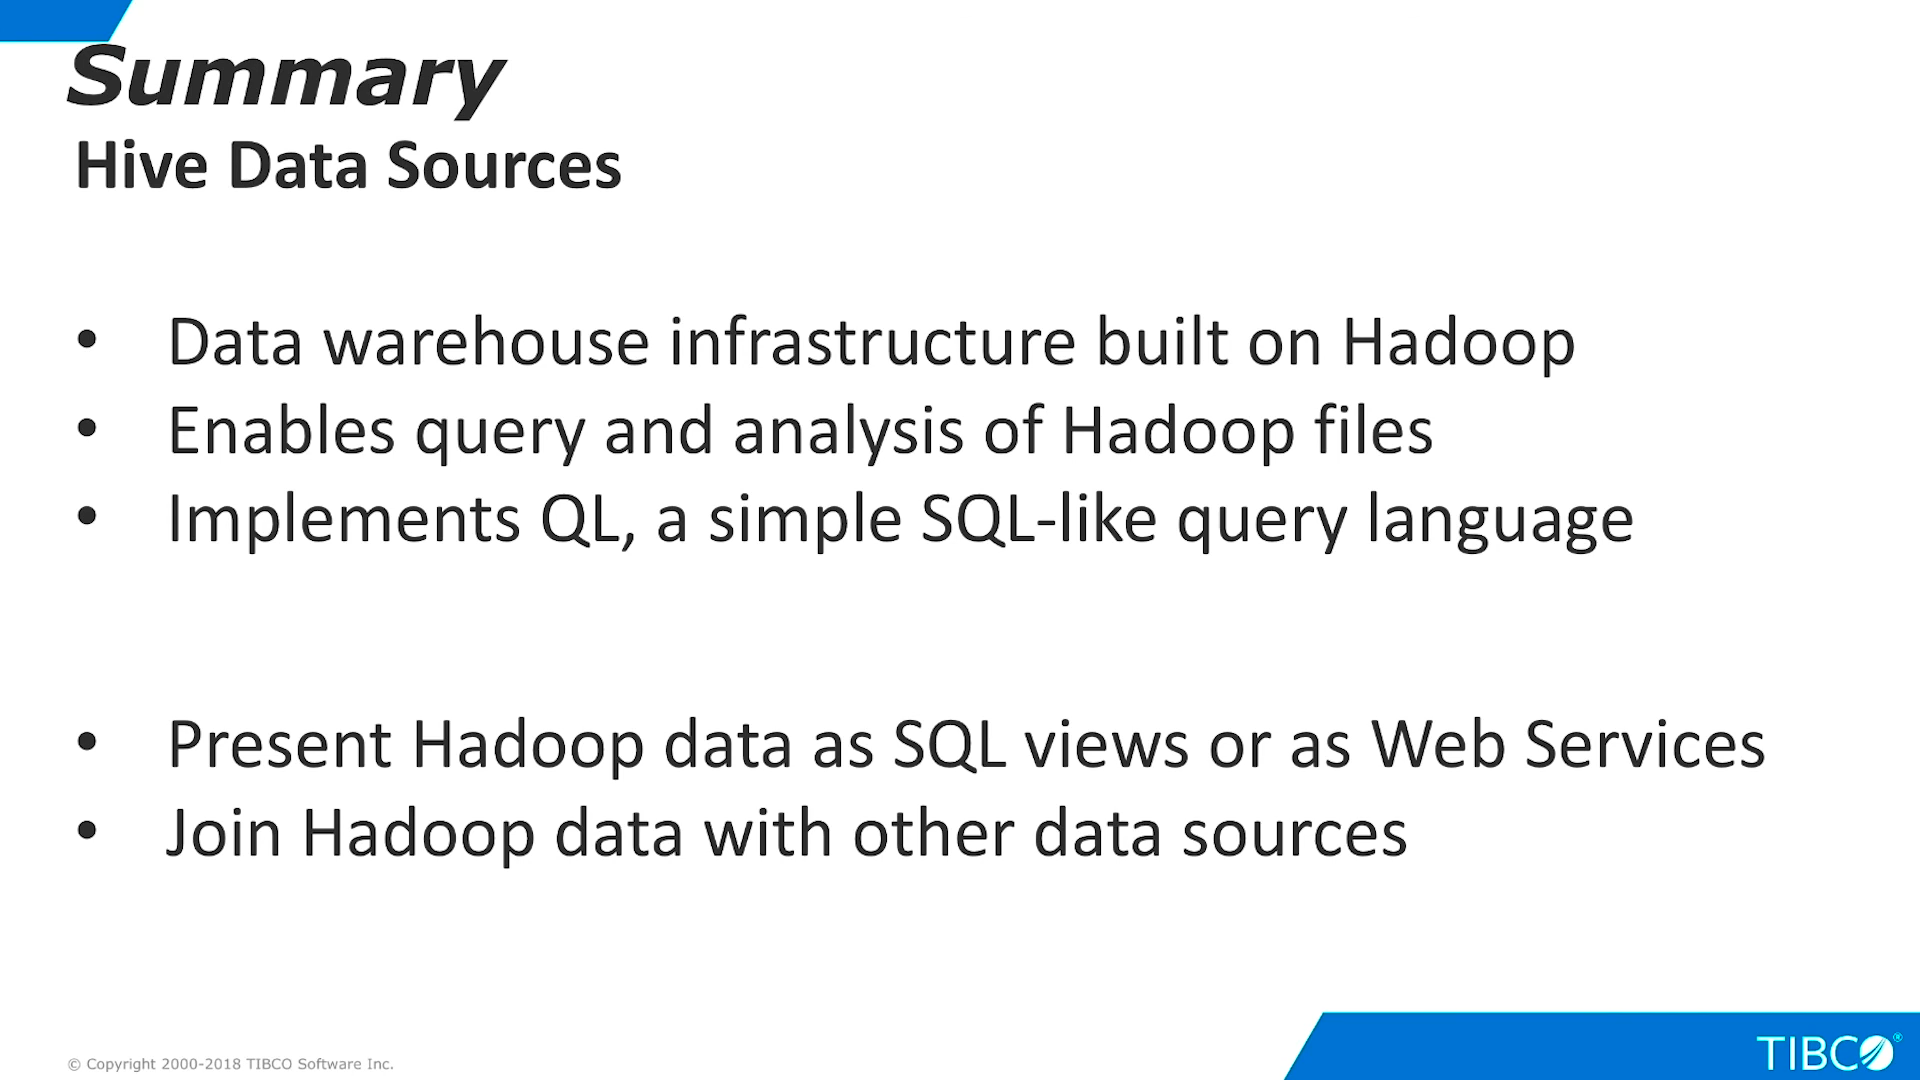 Summary
Hive Data Sources
• Data warehouse infrastructure built on Hadoop
• Enables query and analysis of Hadoop files
• Implements QL, a simple SQL-like query language
• Present Hadoop data as SQL views or as Web Services
• Join Hadoop data with other data sources
© Copyright 2000-2018 TIBCO Software Inc.
TIBCO®